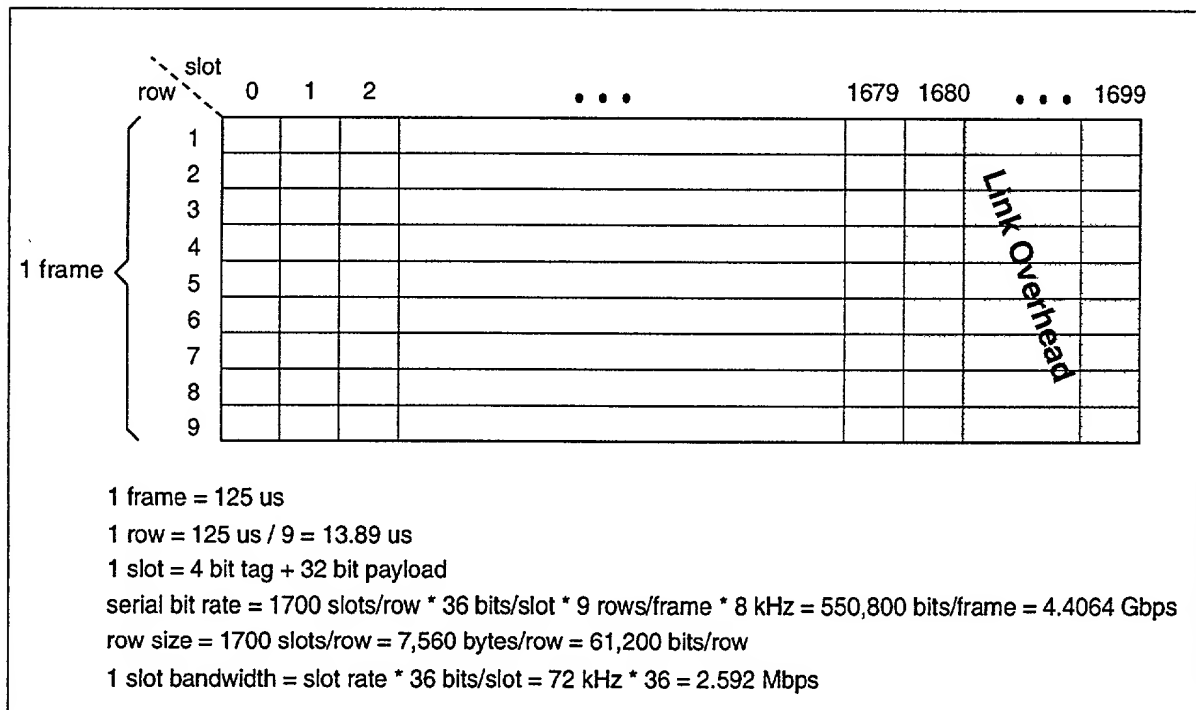 slot
row 0 1 2 • • • 1679 1680 • • • 1699
1
2
3
4
1 frame
5
6
7
8
9
Link Overhead
1 frame = 125 us
1 row = 125 us / 9 = 13.89 us
1 slot = 4 bit tag + 32 bit payload
serial bit rate = 1700 slots/row * 36 bits/slot * 9 rows/frame * 8 kHz = 550,800 bits/frame = 4.4064 Gbps
row size = 1700 slots/row = 7,560 bytes/row = 61,200 bits/row
1 slot bandwidth = slot rate * 36 bits/slot = 72 kHz * 36 = 2.592 Mbps